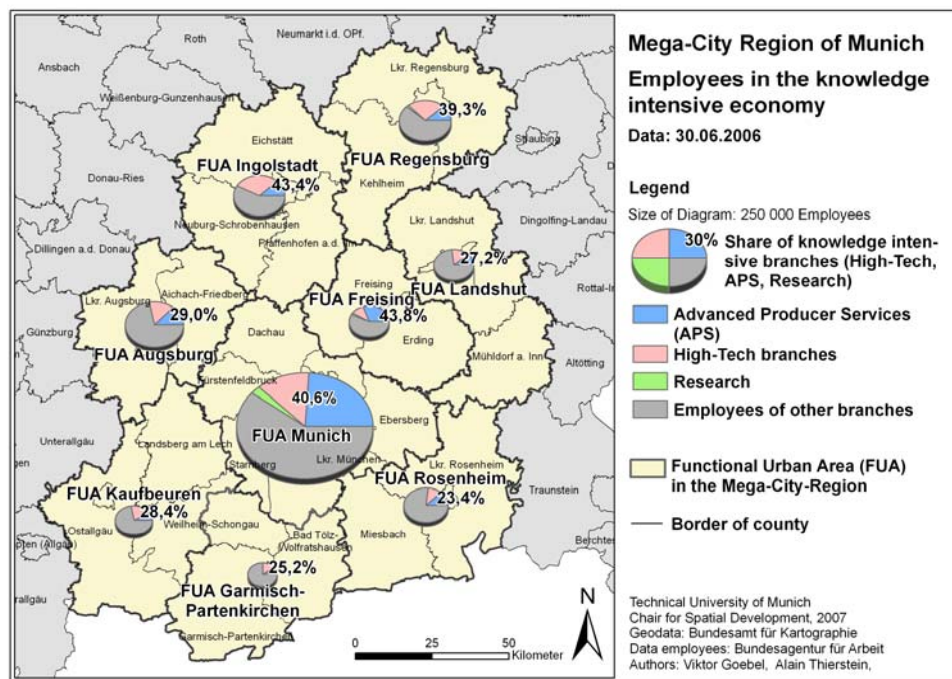 Neumarkt i.d. OPf.
Roth
Ansbach
Lkr. Regensburg
Weißenburg-Gunzenhausen
39,3%
Straubing
Eichstätt
FUA Regensburg
FUA Ingolstadt
43,4%
Kehlheim
Donau-Ries
Neuburg-Schrobenhausen
Lkr. Landshut
Dingolfing-Landau
Pfaffenhofen a.d. Ilm
Dillingen a.d. Donau
27,2%
Freising
FUA Landshut
Rottal-In
Lkr. Augsburg
Aichach-Friedberg
FUA Freising
43,8%
29,0%
Dachau
Erding
Günzburg
FUA Augsburg
Mühldorf a. Inn
Altötting
Fürstenfeldbruck
40,6%
Ebersberg
FUA Munich
Unterallgäu
Landsberg am Lech
Starnberg
Lkr. München
Lkr. Rosenheim
FUA Rosenheim
Traunstein
FUA Kaufbeuren
23,4%
28,4%
Ostallgäu
Weilheim-Schongau
Miesbach
Bad Tölz-
Wolfratshausen
pten (Allgäu)
Berchtes
25,2%
FUA Garmisch-
Partenkirchen
rallgäu
Garmisch-Partenkirchen
N
0 25 50
Kilometer
Mega-City Region of Munich
Employees in the knowledge
intensive economy
Data: 30.06.2006
Legend
Size of Diagram: 250 000 Employees
30%
Share of knowledge inten-
sive branches (High-Tech,
APS, Research)
Advanced Producer Services
(APS)
High-Tech branches
Research
Employees of other branches
Functional Urban Area (FUA)
in the Mega-City-Region
Border of county
Technical University of Munich
Chair for Spatial Development, 2007
Geodata: Bundesamt für Kartographie
Data employees: Bundesagentur für Arbeit
Authors: Viktor Goebel, Alain Thierstein,